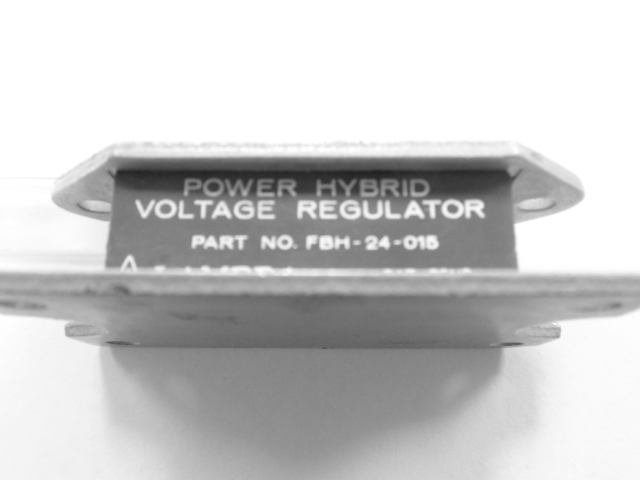 POWER HYBRID
VOLTAGE REGULATOR
PART NO. FBH-24-015